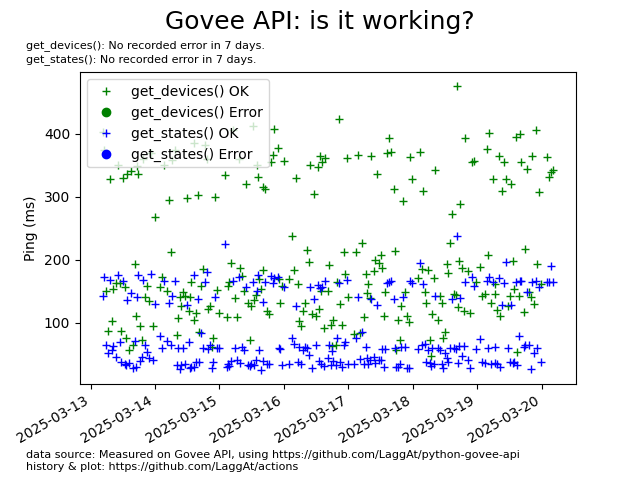 Govee API: is it working?
get_devices(): No recorded error in 7 days.
get_states(): No recorded error in 7 days.
get_devices() OK
get_devices() Error
get_states() OK
get_states() Error
Ping (ms)
400
300
200
100
2025-03-13
2025-03-14
2025-03-15
2025-03-16
2025-03-17
2025-03-18
2025-03-19
2025-03-20
data source: Measured on Govee API, using https://github.com/LaggAt/python-govee-api
history & plot: https://github.com/LaggAt/actions